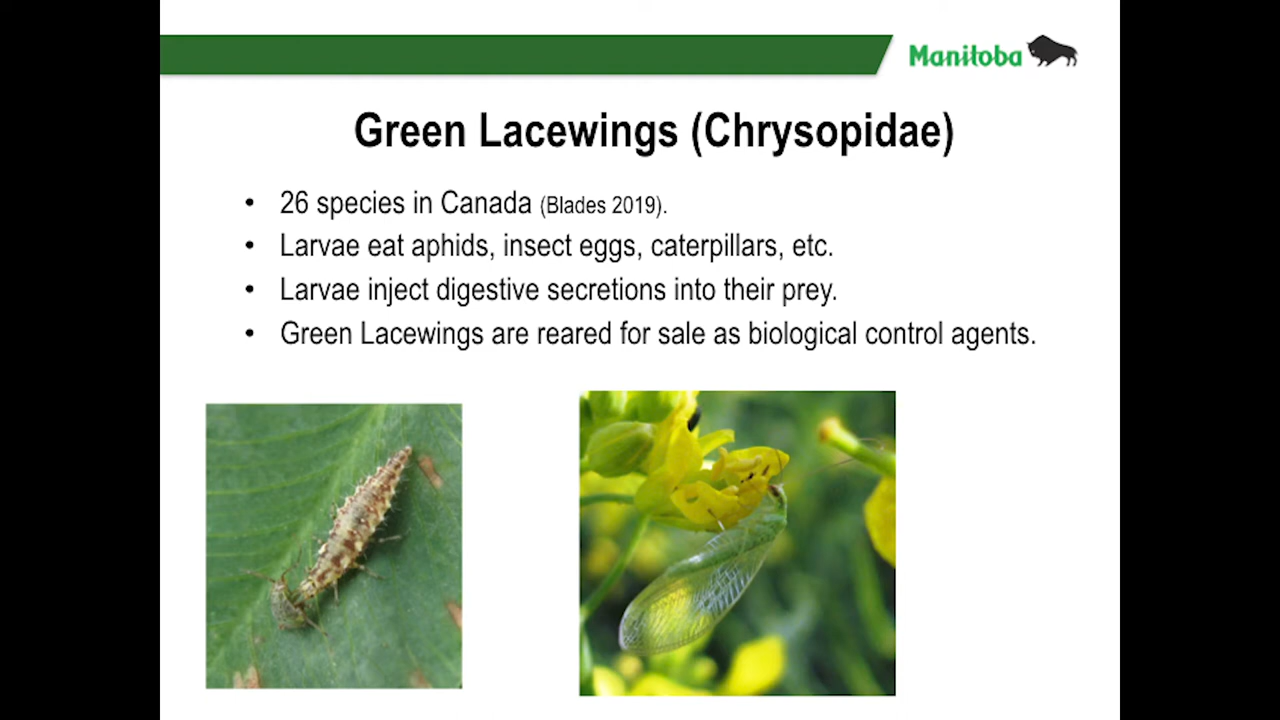 Manitoba
Green Lacewings (Chrysopidae)
• 26 species in Canada (Blades 2019).
• Larvae eat aphids, insect eggs, caterpillars, etc.
• Larvae inject digestive secretions into their prey.
• Green Lacewings are reared for sale as biological control agents.